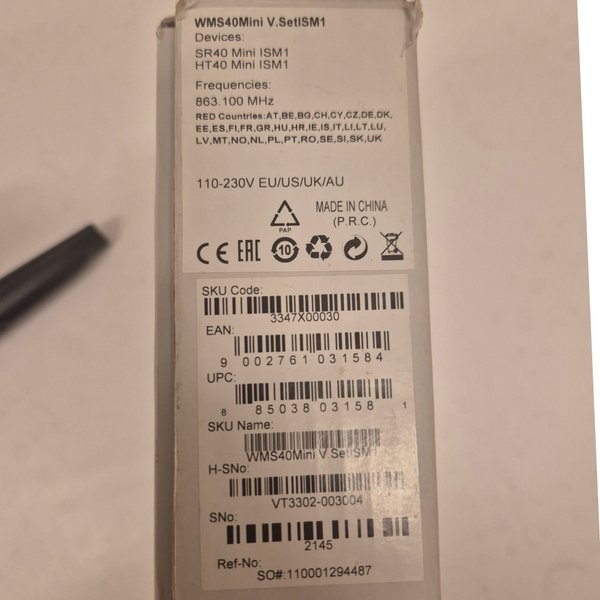 WMS40Mini V.SetISM1
Devices:
SR40 Mini ISM1
HT40 Mini ISM1
Frequencies:
863.100 MHz
RED Countries:AT,BE,BG,CH,CY,CZ,DE,DK,
EE,ES,FI,FR,GR,HU,HR,IE,IS,IT,LI,LT,LU,
LV,MT,NO,NL,PL,PT,RO,SE,SI,SK,UK
110-230V EU/US/UK/AU
PAP
MADE IN CHINA
(P.R.C.)
CE EAC 10
SKU Code:
3347X00030
EAN:
9 002761 031584
UPC:
8 85038 03158 1
SKU Name:
WMS40Mini V.SetISM1
H-SNo:
VT3302-003004
SNo:
2145
Ref-No:
SO#:110001294487